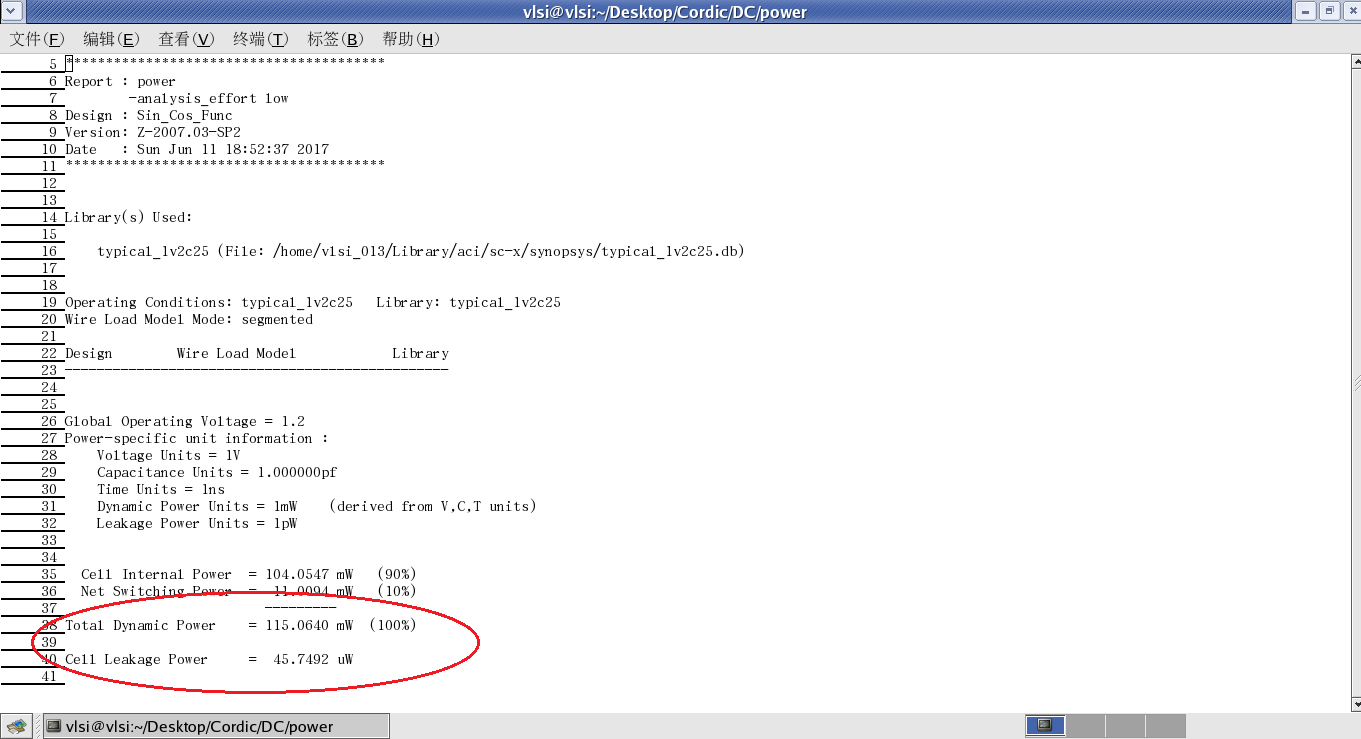 vlsi@vlsi:~/Desktop/Cordic/DC/power
文件(F) 编辑(E) 查看(V) 终端(T) 标签(B) 帮助(H)
5 ****************************************
6 Report : power
7         -analysis_effort low
8 Design : Sin_Cos_Func
9 Version: Z-2007.03-SP2
10 Date   : Sun Jun 11 18:52:37 2017
11 ****************************************
12
13
14 Library(s) Used:
15
16     typical_1v2c25 (File: /home/vlsi_013/Library/aci/sc-x/synopsys/typical_1v2c25.db)
17
18
19 Operating Conditions: typical_1v2c25   Library: typical_1v2c25
20 Wire Load Model Mode: segmented
21
22 Design        Wire Load Model            Library
23 ------------------------------------------------
24
25
26 Global Operating Voltage = 1.2
27 Power-specific unit information :
28     Voltage Units = 1V
29     Capacitance Units = 1.000000pf
30     Time Units = 1ns
31     Dynamic Power Units = 1mW    (derived from V,C,T units)
32     Leakage Power Units = 1pW
33
34
35   Cell Internal Power  = 104.0547 mW   (90%)
36   Net Switching Power  =  11.0094 mW   (10%)
37                          ---------
38 Total Dynamic Power    = 115.0640 mW  (100%)
39
40 Cell Leakage Power     =  45.7492 uW
41
vlsi@vlsi:~/Desktop/Cordic/DC/power